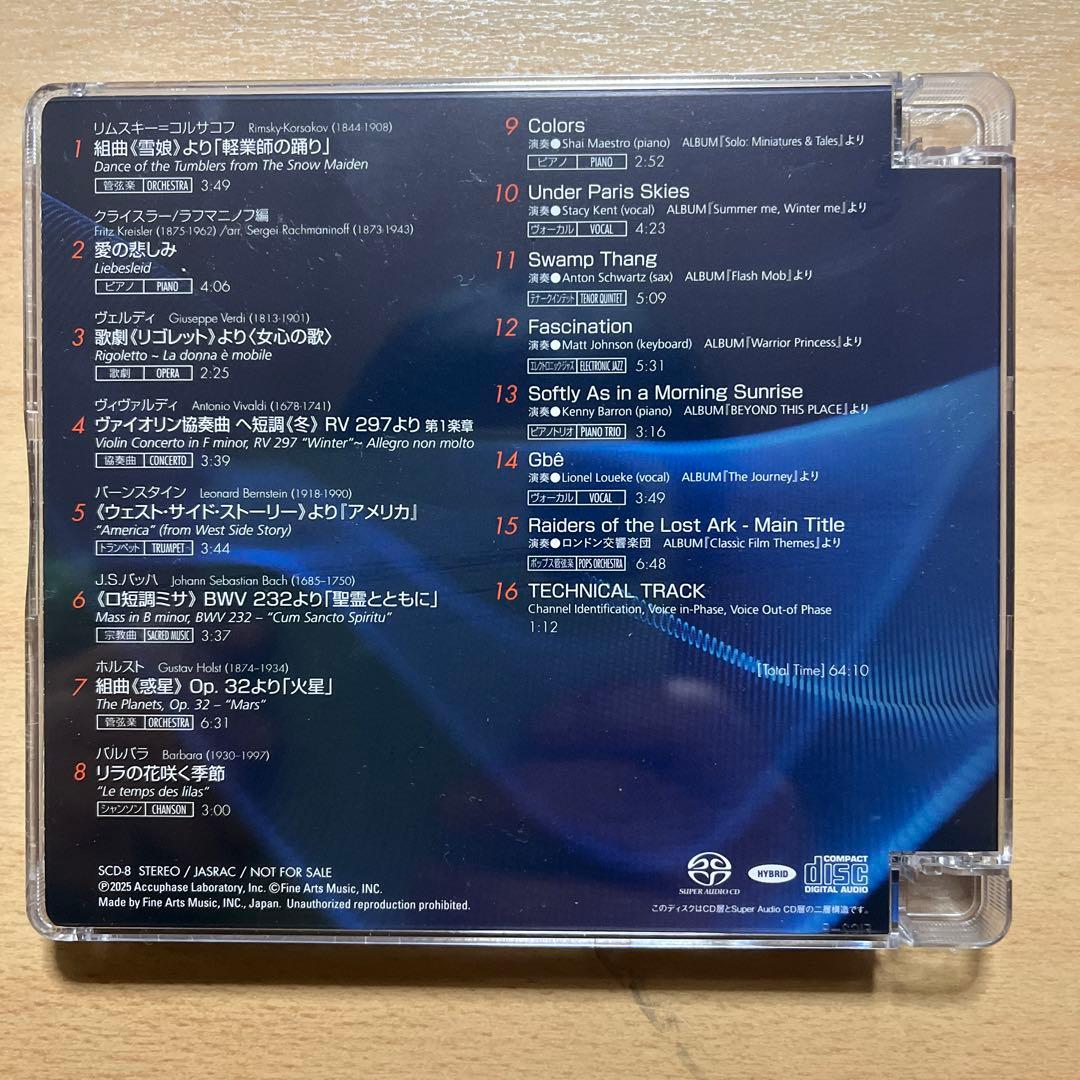 リムスキー=コルサコフ Rimsky-Korsakov (1844-1908)
1 組曲《雪娘》より「軽業師の踊り」
Dance of the Tumblers from The Snow Maiden
管弦楽 ORCHESTRA 3:49
クライスラー/ラフマニノフ編
Fritz Kreisler (1875-1962) /arr. Sergei Rachmaninoff (1873-1943)
2 愛の悲しみ
Liebesleid
ピアノ PIANO 4:06
ヴェルディ Giuseppe Verdi (1813-1901)
3 歌劇《リゴレット》より〈女心の歌〉
Rigoletto ~ La donna è mobile
歌劇 OPERA 2:25
ヴィヴァルディ Antonio Vivaldi (1678-1741)
4 ヴァイオリン協奏曲 ヘ短調《冬》 RV 297より 第1楽章
Violin Concerto in F minor, RV 297 "Winter"~ Allegro non molto
協奏曲 CONCERTO 3:39
バーンスタイン Leonard Bernstein (1918-1990)
5 《ウェスト・サイド・ストーリー》より『アメリカ』
"America" (from West Side Story)
トランペット TRUMPET 3:44
J.S.バッハ Johann Sebastian Bach (1685–1750)
6 《ロ短調ミサ》 BWV 232より「聖霊とともに」
Mass in B minor, BWV 232 – "Cum Sancto Spiritu"
宗教曲 SACRED MUSIC 3:37
ホルスト Gustav Holst (1874–1934)
7 組曲《惑星》 Op. 32より「火星」
The Planets, Op. 32 – "Mars"
管弦楽 ORCHESTRA 6:31
バルバラ Barbara (1930–1997)
8 リラの花咲く季節
"Le temps des lilas"
シャンソン CHANSON 3:00
9 Colors
演奏●Shai Maestro (piano) ALBUM『Solo: Miniatures & Tales』より
ピアノ PIANO 2:52
10 Under Paris Skies
演奏●Stacy Kent (vocal) ALBUM『Summer me, Winter me』より
ヴォーカル VOCAL 4:23
11 Swamp Thang
演奏●Anton Schwartz (sax) ALBUM『Flash Mob』より
テナークインテット TENOR QUINTET 5:09
12 Fascination
演奏●Matt Johnson (keyboard) ALBUM『Warrior Princess』より
エレクトロニックジャズ ELECTRONIC JAZZ 5:31
13 Softly As in a Morning Sunrise
演奏●Kenny Barron (piano) ALBUM『BEYOND THIS PLACE』より
ピアノトリオ PIANO TRIO 3:16
14 Gbê
演奏●Lionel Loueke (vocal) ALBUM『The Journey』より
ヴォーカル VOCAL 3:49
15 Raiders of the Lost Ark - Main Title
演奏●ロンドン交響楽団 ALBUM『Classic Film Themes』より
ポップス管弦楽 POPS ORCHESTRA 6:48
16 TECHNICAL TRACK
Channel Identification, Voice in-Phase, Voice Out-of Phase
1:12
[Total Time] 64:10
SCD-8 STEREO / JASRAC / NOT FOR SALE
Ⓟ2025 Accuphase Laboratory, Inc. ©Fine Arts Music, INC.
Made by Fine Arts Music, INC., Japan. Unauthorized reproduction prohibited.
SUPER AUDIO CD
HYBRID
COMPACT
disc
DIGITAL AUDIO
このディスクはCD層とSuper Audio CD層の二層構造です。